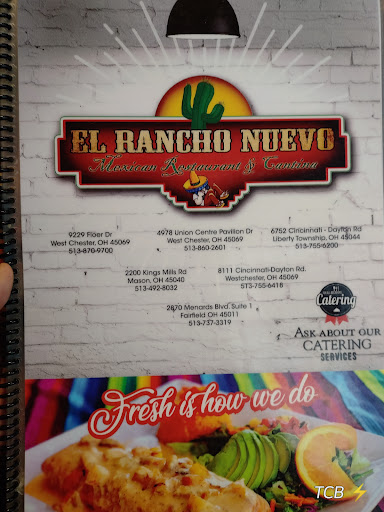 EL RANCHO NUEVO
Mexican Restaurant & Cantina
9229 Floer Dr
West Chester, OH 45069
513-870-9700
4978 Union Centre Pavilion Dr
West Chester, OH 45069
513-860-2601
6752 Cincinnati - Dayton Rd
Liberty Township, OH 45044
513-755-6200
2200 Kings Mills Rd
Mason, OH 45040
513-492-8032
8111 Cincinnati-Dayton Rd.
Westchester, OH 45069
513-755-6418
2870 Menards Blvd, Suite 1
Fairfield OH 45011
513-737-3319
Catering
ASK ABOUT OUR
CATERING
SERVICES
Fresh is how we do
TCB ⚡